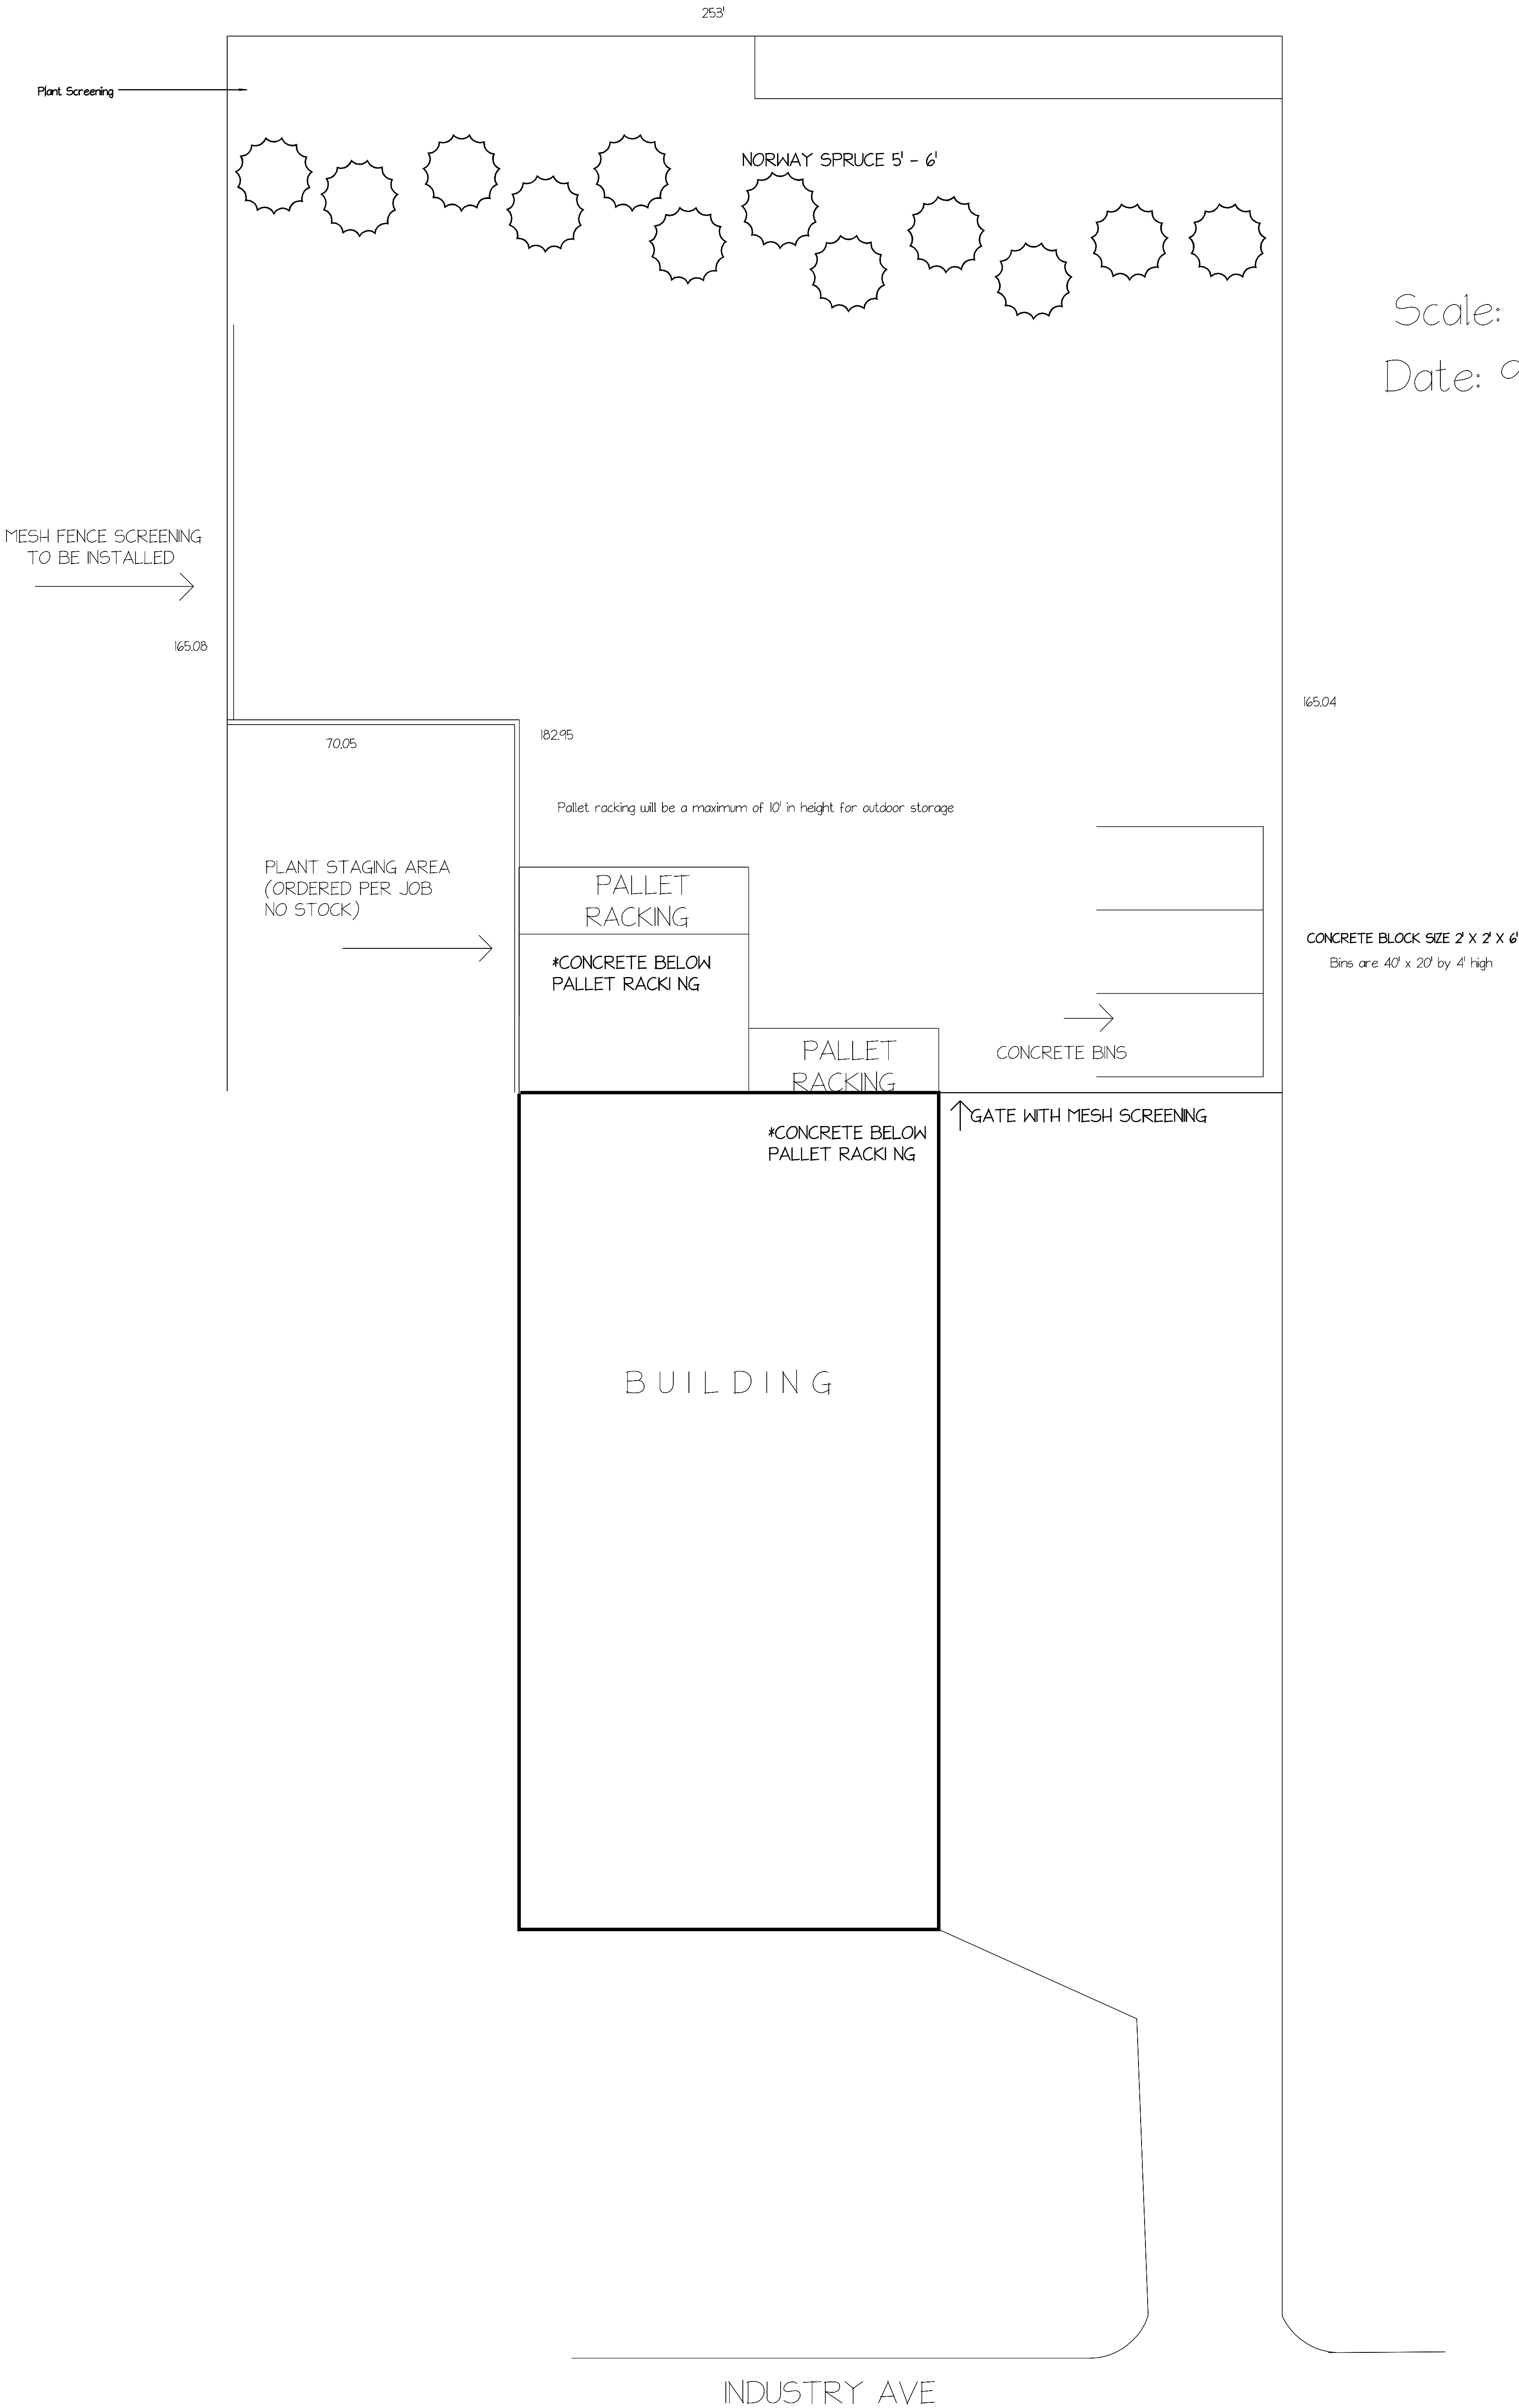 253'
Plant Screening
NORWAY SPRUCE 5' - 6'
Scale:
Date: 9
MESH FENCE SCREENING
TO BE INSTALLED
165.08
165.04
70.05
182.95
Pallet racking will be a maximum of 10' in height for outdoor storage
PLANT STAGING AREA
(ORDERED PER JOB
NO STOCK)
PALLET
RACKING
*CONCRETE BELOW
PALLET RACKI NG
CONCRETE BLOCK SIZE 2' X 2' X 6'
Bins are 40' x 20' by 4' high
PALLET
RACKING
CONCRETE BINS
GATE WITH MESH SCREENING
*CONCRETE BELOW
PALLET RACKI NG
BUILDING
INDUSTRY AVE